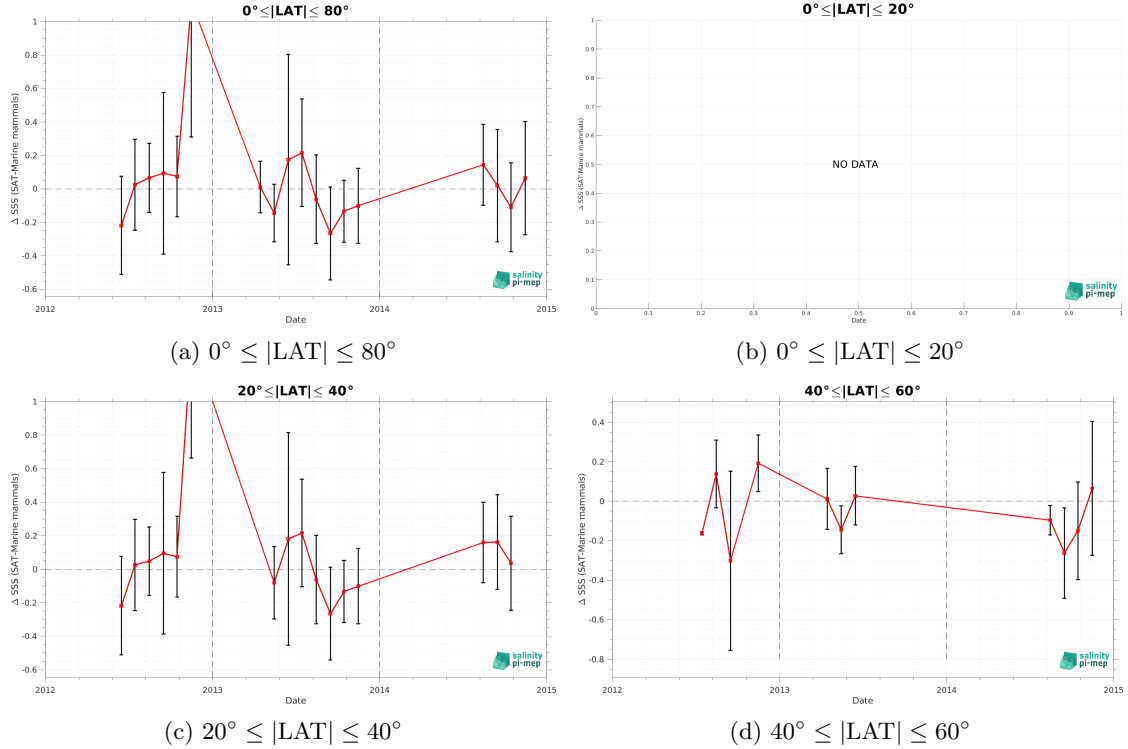 0°≤|LAT|≤ 80°
1
0.8
0.6
0.4
0.2
0
-0.2
-0.4
-0.6
Δ SSS (SAT-Marine mammals)
2012
2013
2014
2015
Date
salinity
pi-mep
(a) 0° ≤ |LAT| ≤ 80°
0°≤|LAT|≤ 20°
1
0.9
0.8
0.7
0.6
0.5
0.4
0.3
0.2
0.1
0
Δ SSS (SAT-Marine mammals)
NO DATA
0
0.1
0.2
0.3
0.4
0.5
0.6
0.7
0.8
0.9
1
Date
salinity
pi-mep
(b) 0° ≤ |LAT| ≤ 20°
20°≤|LAT|≤ 40°
1
0.8
0.6
0.4
0.2
0
-0.2
-0.4
-0.6
Δ SSS (SAT-Marine mammals)
2012
2013
2014
2015
Date
salinity
pi-mep
(c) 20° ≤ |LAT| ≤ 40°
40°≤|LAT|≤ 60°
0.4
0.2
0
-0.2
-0.4
-0.6
-0.8
Δ SSS (SAT-Marine mammals)
2012
2013
2014
2015
Date
salinity
pi-mep
(d) 40° ≤ |LAT| ≤ 60°